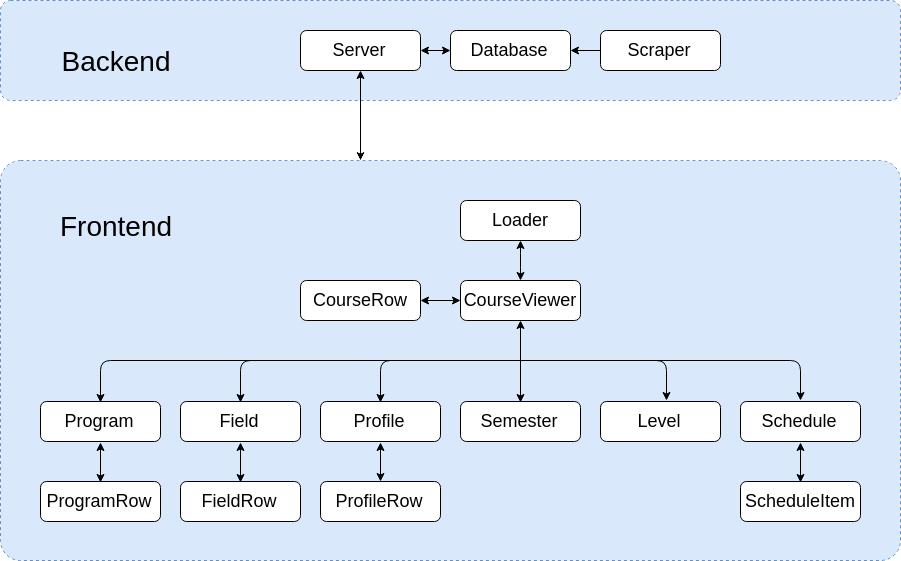 Backend
Server
Database
Scraper
Frontend
Loader
CourseRow
CourseViewer
Program
Field
Profile
Semester
Level
Schedule
ProgramRow
FieldRow
ProfileRow
ScheduleItem